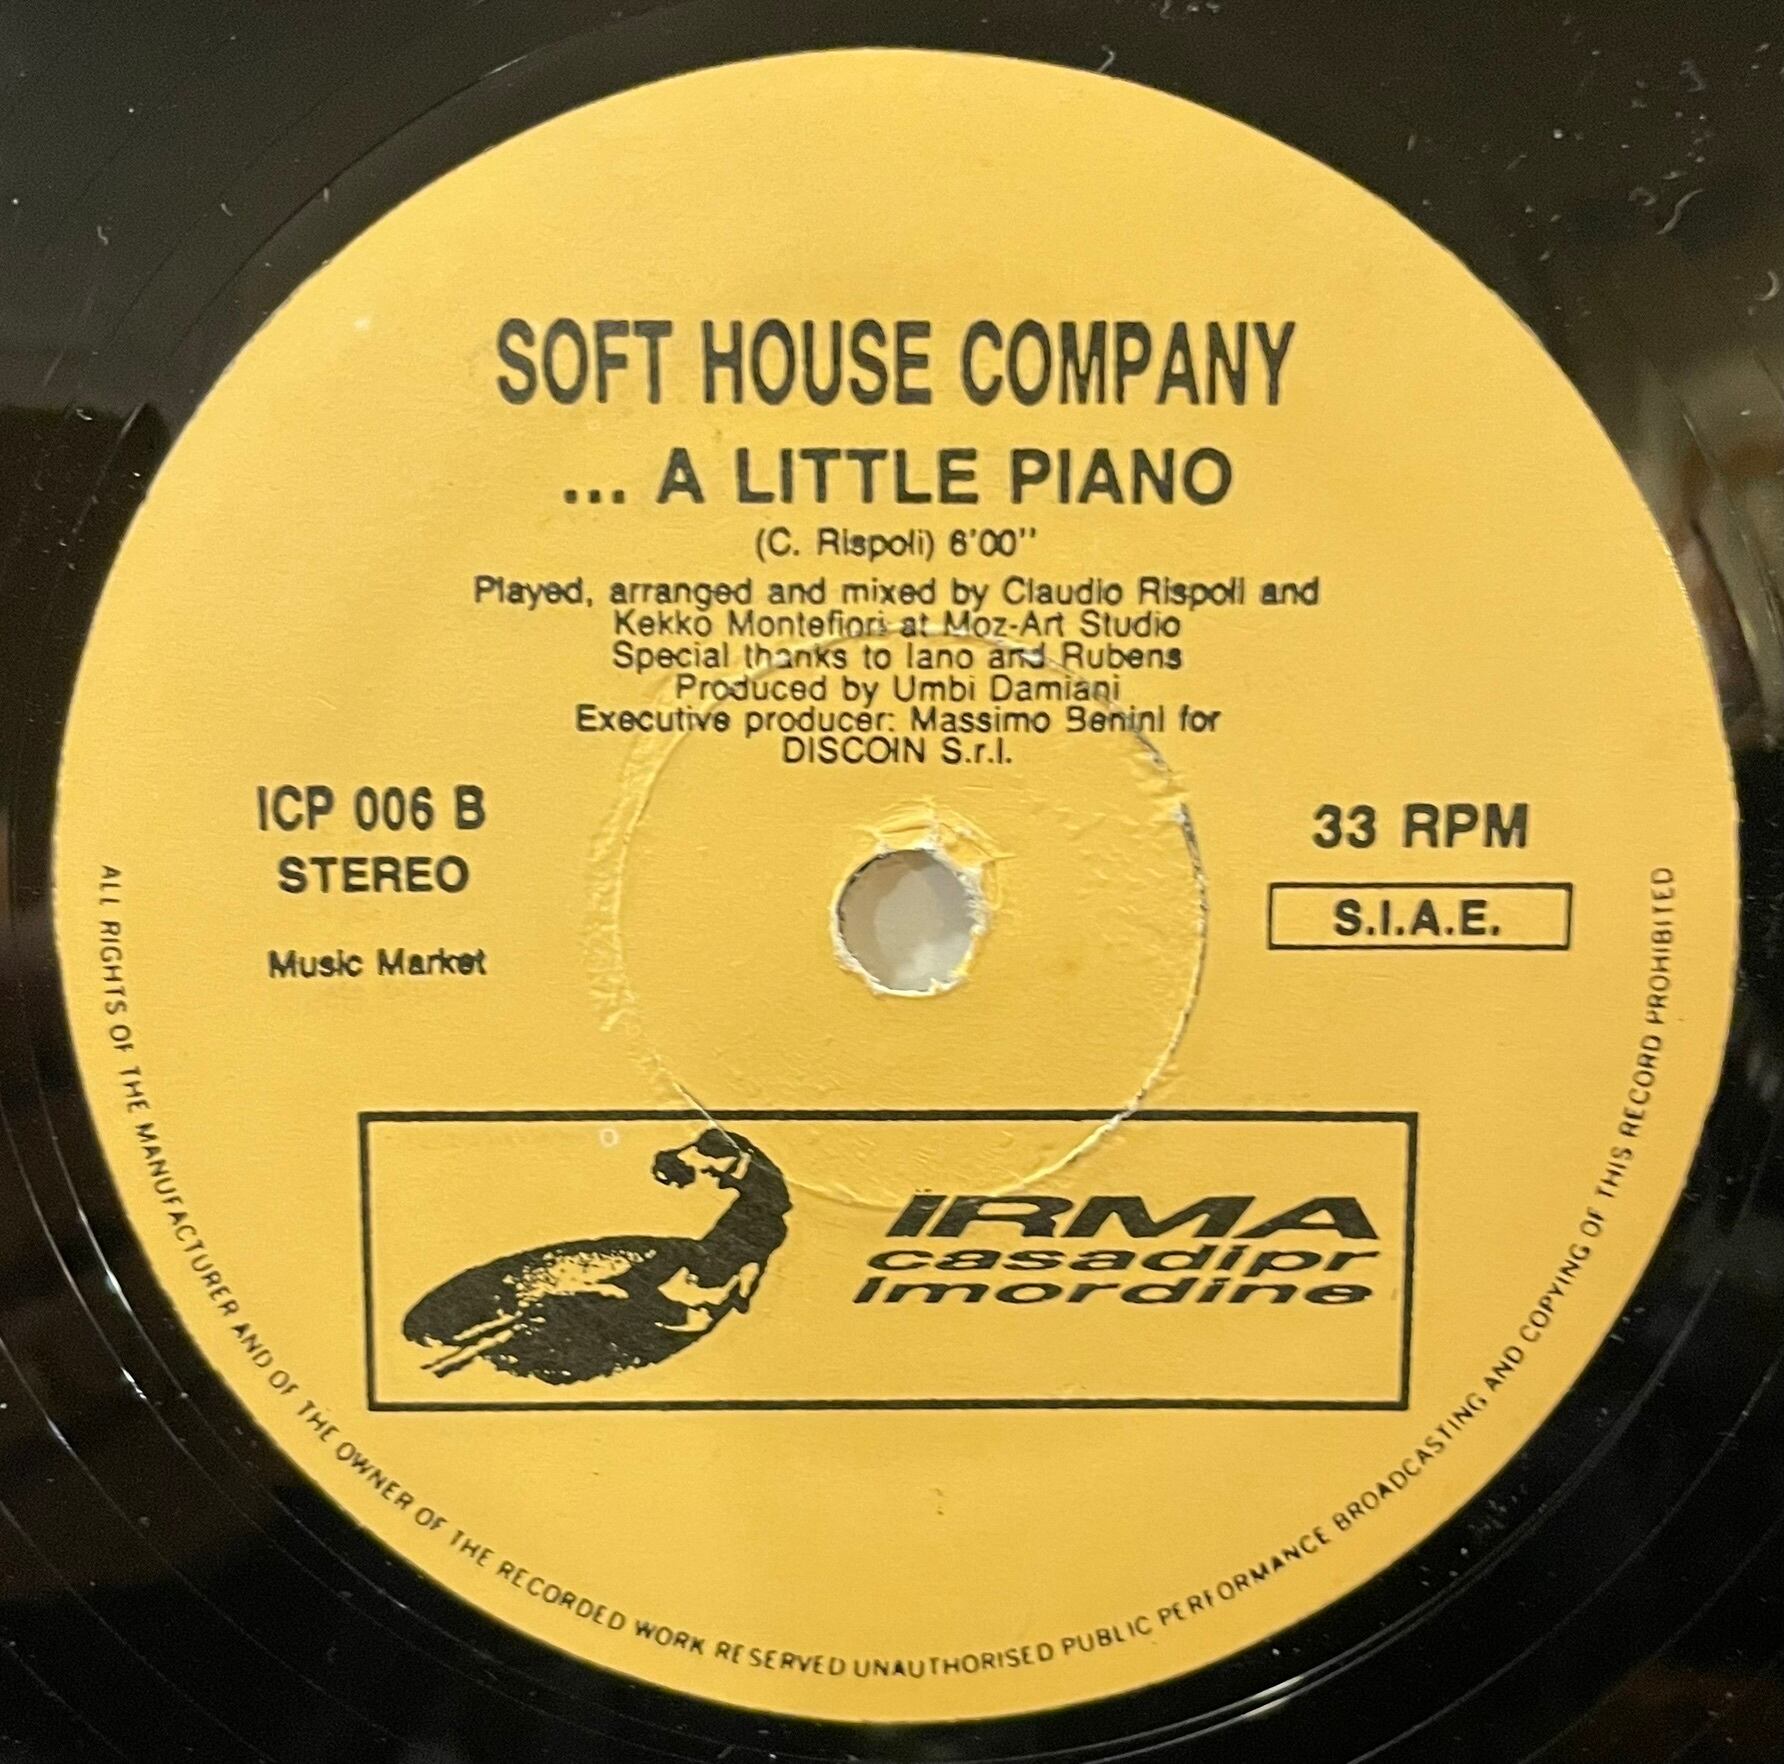 SOFT HOUSE COMPANY
... A LITTLE PIANO
(C. Rispoli) 6'00''
Played, arranged and mixed by Claudio Rispoli and
Kekko Montefiori at Moz-Art Studio
Special thanks to Iano and Rubens
Produced by Umbi Damiani
Executive producer: Massimo Benini for
DISCOIN S.r.l.
ICP 006 B
STEREO
Music Market
33 RPM
S.I.A.E.
IRMA
casadipr
imordine
ALL RIGHTS OF THE MANUFACTURER AND OF THE OWNER OF THE RECORDED WORK RESERVED UNAUTHORISED PUBLIC PERFORMANCE BROADCASTING AND COPYING OF THIS RECORD PROHIBITED